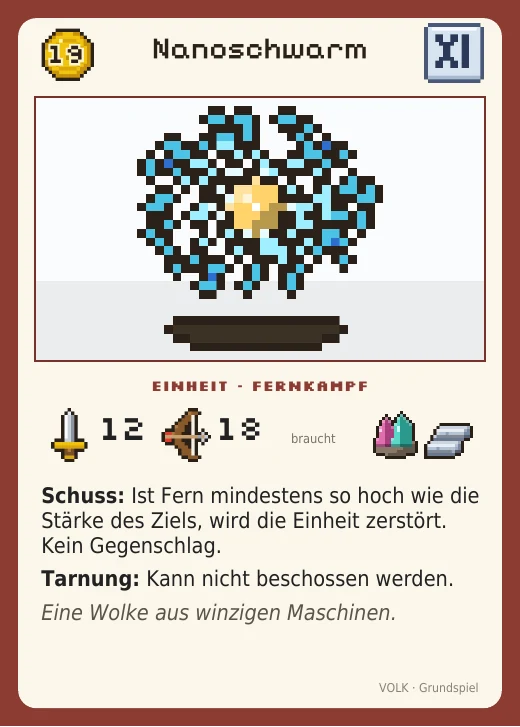 19
Nanoschwarm
XI
EINHEIT - FERNKAMPF
12
18
braucht
Schuss: Ist Fern mindestens so hoch wie die
Stärke des Ziels, wird die Einheit zerstört.
Kein Gegenschlag.
Tarnung: Kann nicht beschossen werden.
Eine Wolke aus winzigen Maschinen.
VOLK · Grundspiel